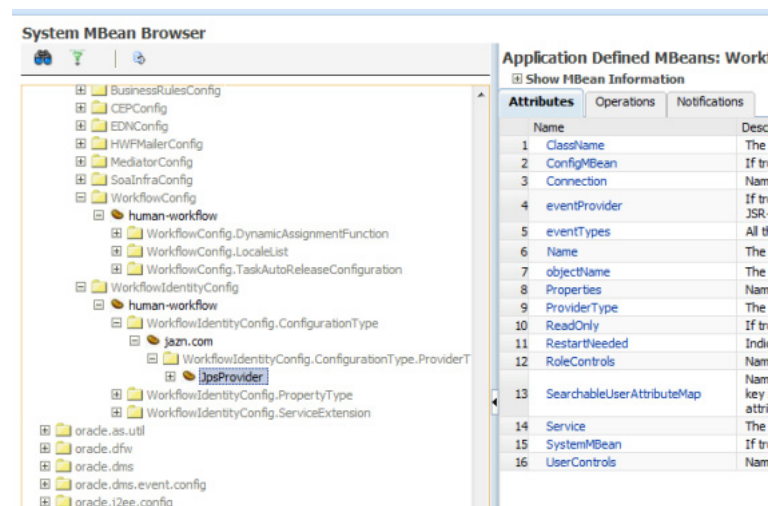 System MBean Browser
BusinessRulesConfig
CEPConfig
EDNConfig
HWFMailerConfig
MediatorConfig
SoaInfraConfig
WorkflowConfig
human-workflow
WorkflowConfig.DynamicAssignmentFunction
WorkflowConfig.LocaleList
WorkflowConfig.TaskAutoReleaseConfiguration
WorkflowIdentityConfig
human-workflow
WorkflowIdentityConfig.ConfigurationType
jazn.com
WorkflowIdentityConfig.ConfigurationType.ProviderT
JpsProvider
WorkflowIdentityConfig.PropertyType
WorkflowIdentityConfig.ServiceExtension
oracle.as.util
oracle.dfw
oracle.dms
oracle.dms.event.config
oracle.j2ee.config
Application Defined MBeans: Workf
Show MBean Information
Attributes Operations Notifications
Name Desc
1 ClassName The
2 ConfigMBean If tr
3 Connection Nam
4 eventProvider If tr
JSR-
5 eventTypes All th
6 Name The
7 objectName The
8 Properties Nam
9 ProviderType The
10 ReadOnly If tr
11 RestartNeeded Indic
12 RoleControls Nam
13 SearchableUserAttributeMap Nam
key
attri
14 Service The
15 SystemMBean If tr
16 UserControls Nam